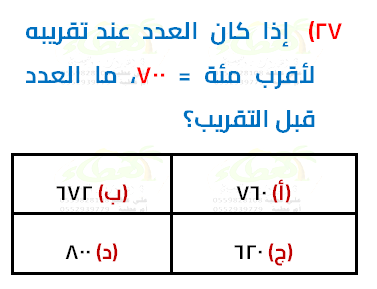 ٢٧) إذا كان العدد عند تقريبه
لأقرب مئة = ٧٠٠، ما العدد
قبل التقريب؟
(أ) ٧٦٠
(ب) ٦٧٢
(ج) ٦٢٠
(د) ٨٠٠